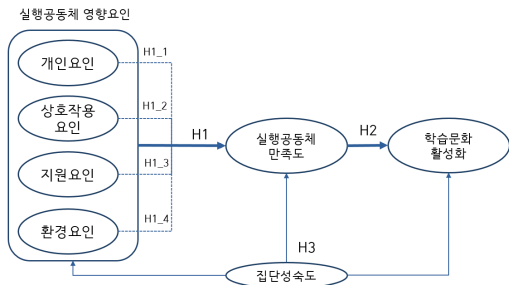 실행공동체 영향요인
개인요인
H1_1
상호작용
요인
H1_2
H1
실행공동체
만족도
H2
학습문화
활성화
지원요인
H1_3
환경요인
H1_4
H3
집단성숙도